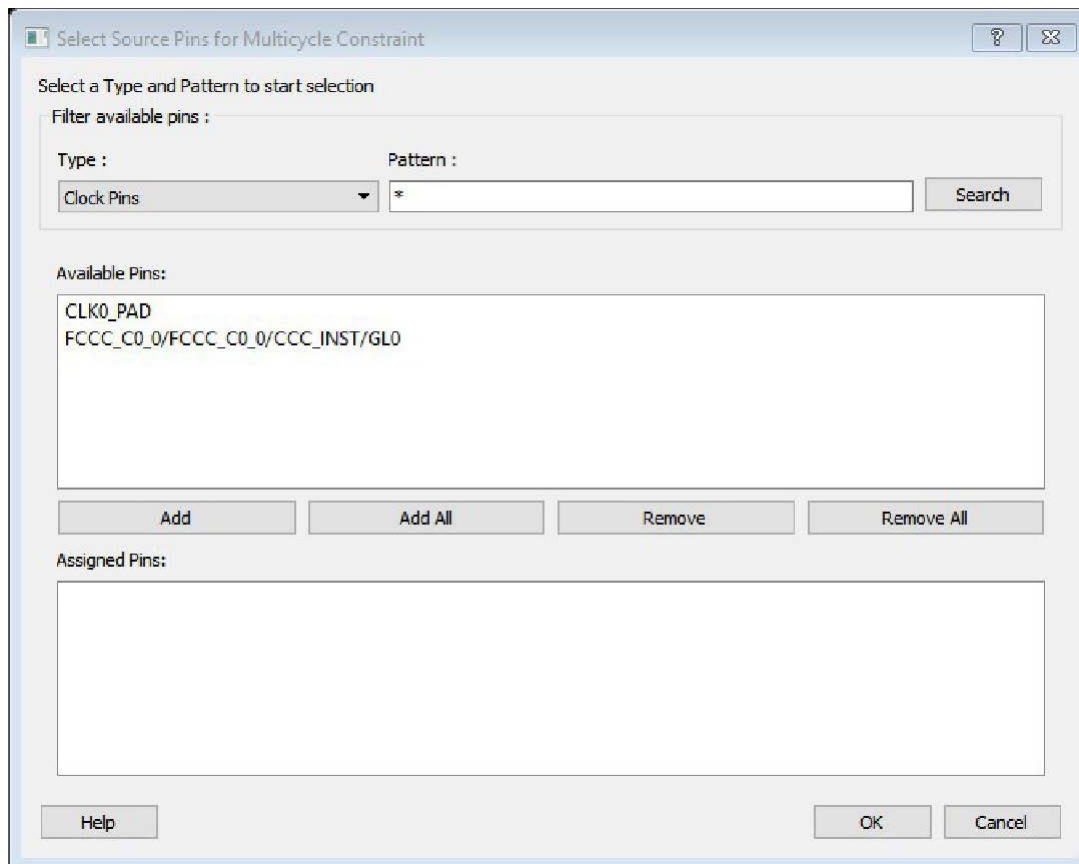 Select Source Pins for Multicycle Constraint
Select a Type and Pattern to start selection
Filter available pins :
Type : Pattern :
Clock Pins * Search
Available Pins:
CLK0_PAD
FCCC_C0_0/FCCC_C0_0/CCC_INST/GL0
Add Add All Remove Remove All
Assigned Pins:
Help OK Cancel